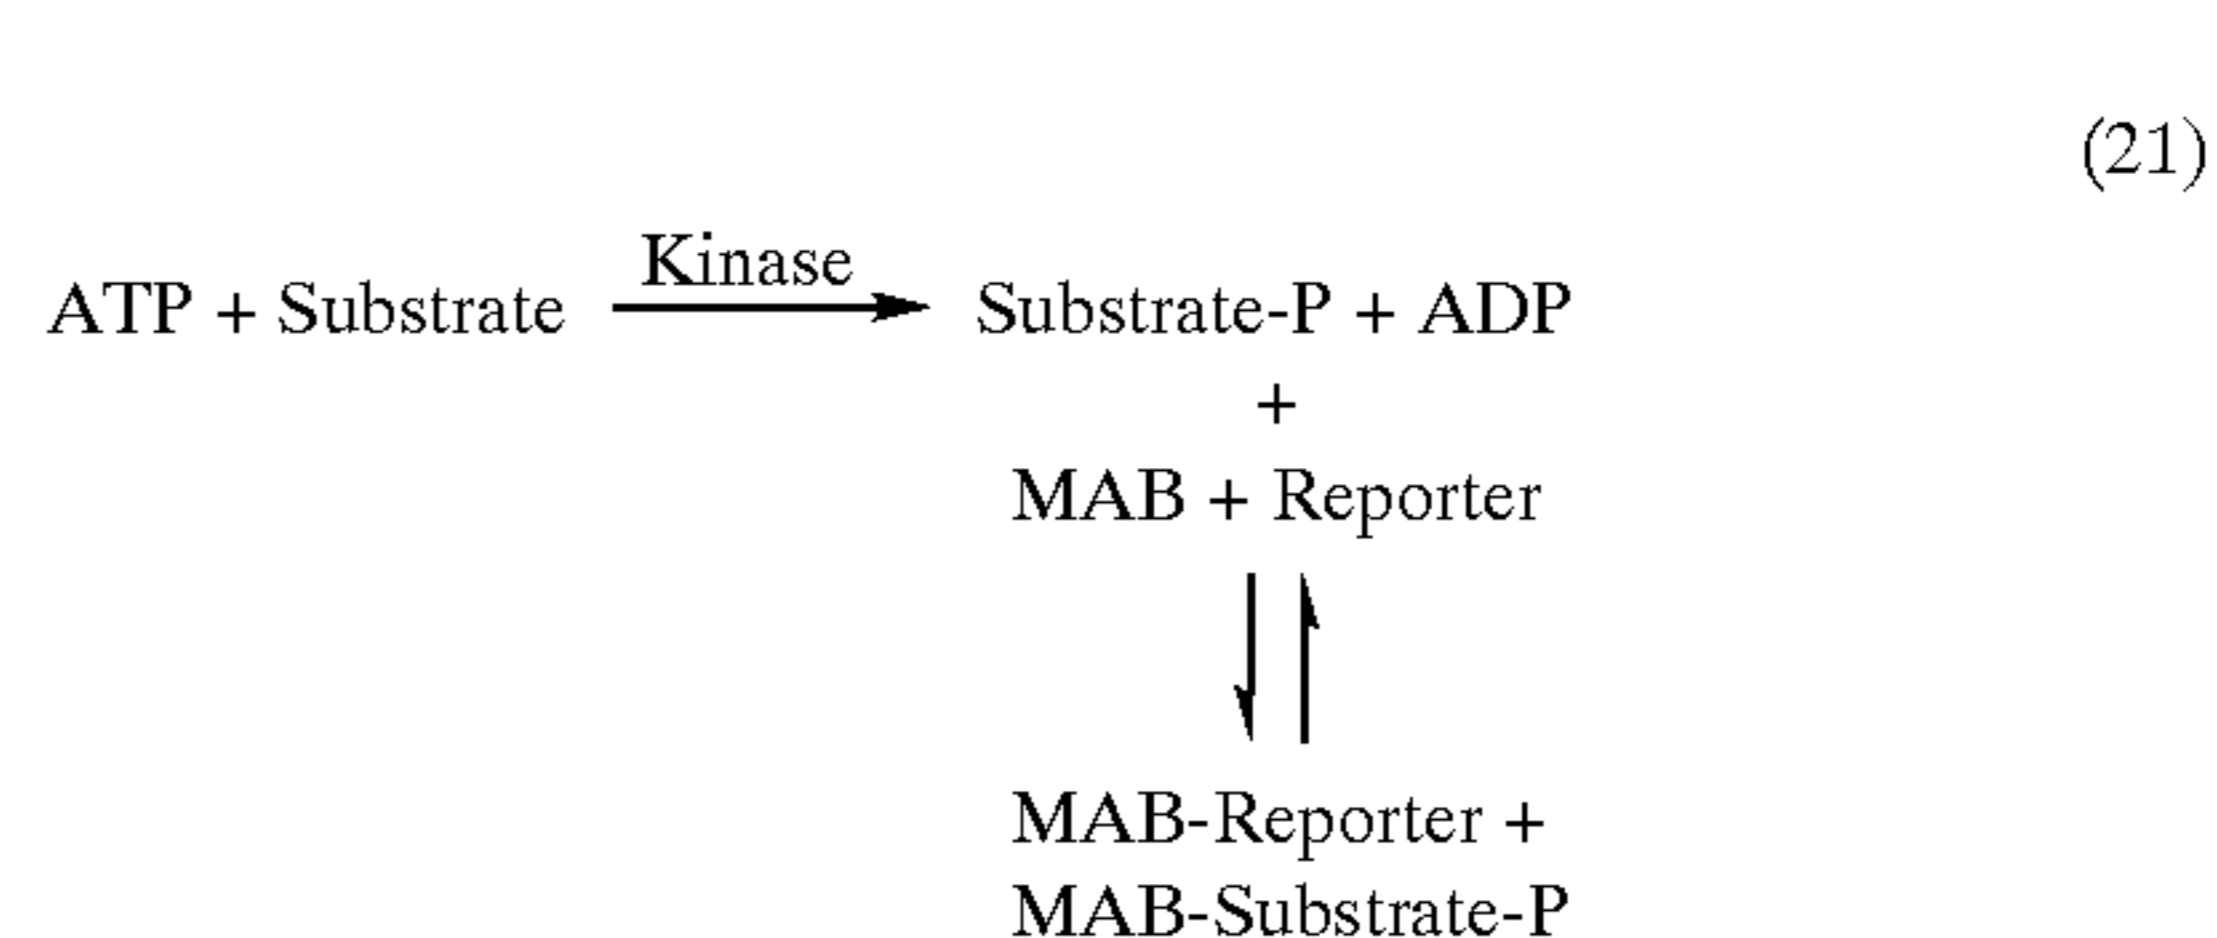 (21)
Kinase
ATP + Substrate Substrate-P + ADP
+
MAB + Reporter
MAB-Reporter +
MAB-Substrate-P